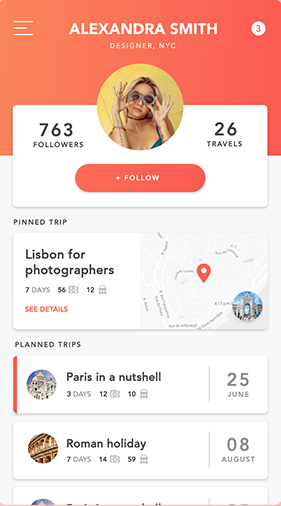 ALEXANDRA SMITH
3
DESIGNER, NYC
763
FOLLOWERS
26
TRAVELS
+ FOLLOW
PINNED TRIP
Lisbon for
photographers
7 DAYS 56 12
SEE DETAILS
PLANNED TRIPS
Paris in a nutshell
3 DAYS 12 10
25
JUNE
Roman holiday
7 DAYS 14 59
08
AUGUST